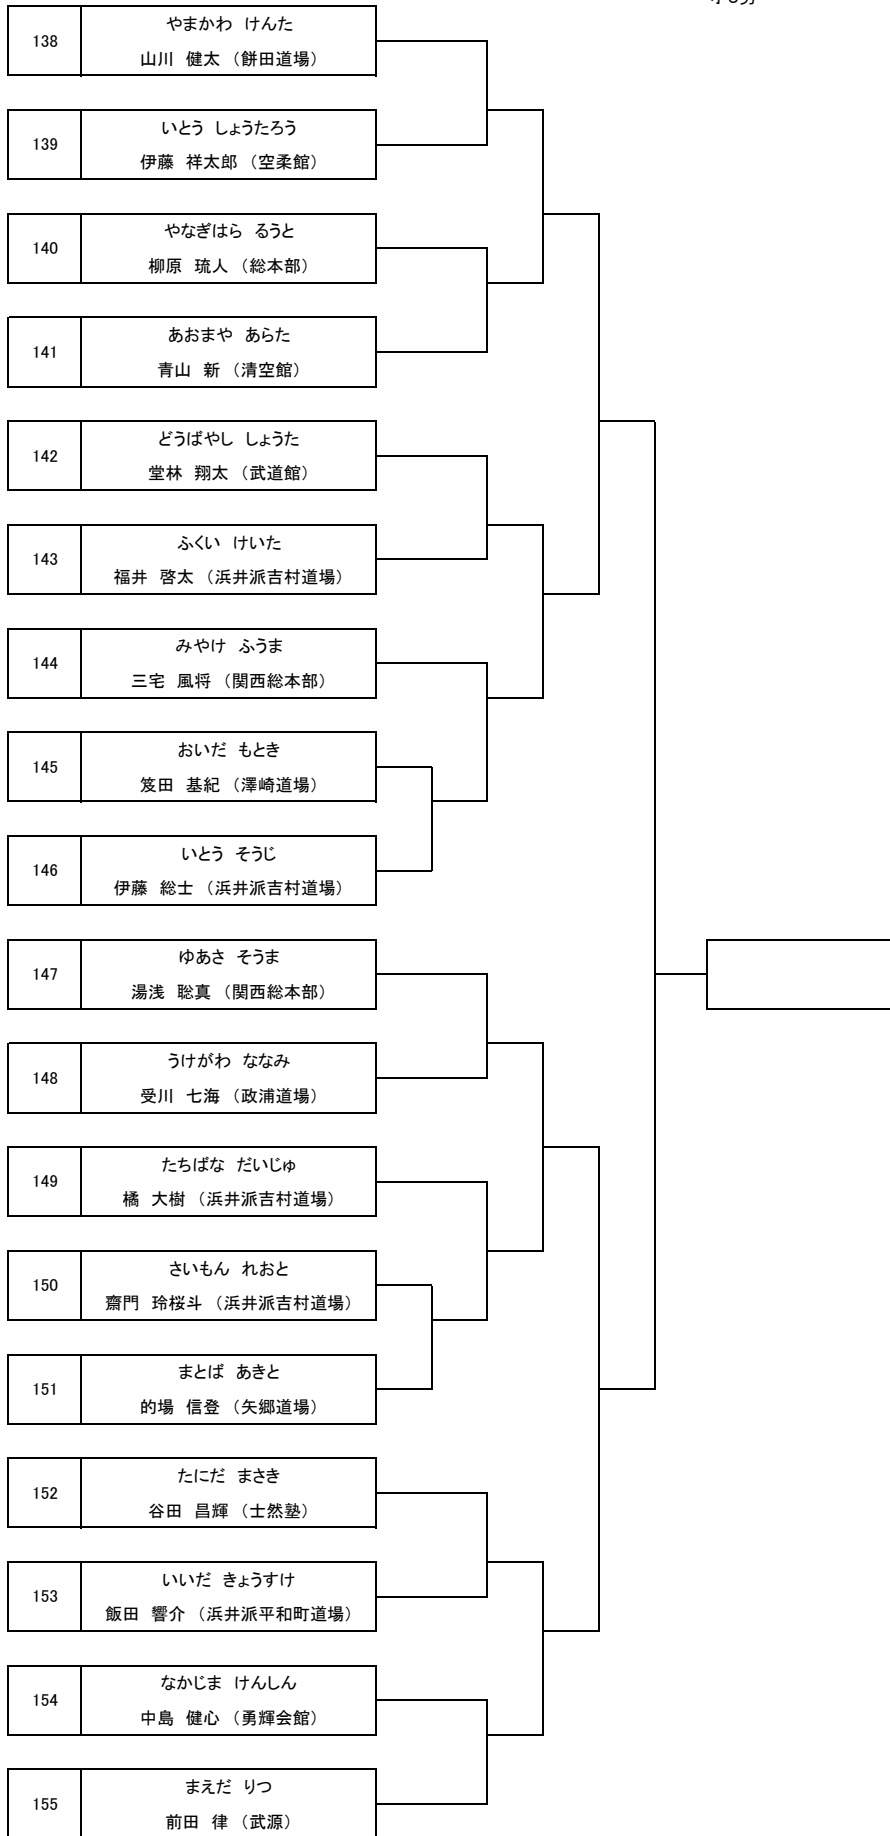 138
やまかわ けんた
山川 健太 （餅田道場）
139
いとう しょうたろう
伊藤 祥太郎 （空柔館）
140
やなぎはら るうと
柳原 琉人 （総本部）
141
あおまや あらた
青山 新 （清空館）
142
どうばやし しょうた
堂林 翔太 （武道館）
143
ふくい けいた
福井 啓太 （浜井派吉村道場）
144
みやけ ふうま
三宅 風将 （関西総本部）
145
おいだ もとき
笈田 基紀 （澤崎道場）
146
いとう そうじ
伊藤 総士 （浜井派吉村道場）
147
ゆあさ そうま
湯浅 聡真 （関西総本部）
148
うけがわ ななみ
受川 七海 （政浦道場）
149
たちばな だいじゅ
橘 大樹 （浜井派吉村道場）
150
さいもん れおと
齋門 玲桜斗 （浜井派吉村道場）
151
まとば あきと
的場 信登 （矢郷道場）
152
たにだ まさき
谷田 昌輝 （士然塾）
153
いいだ きょうすけ
飯田 響介 （浜井派平和町道場）
154
なかじま けんしん
中島 健心 （勇輝会館）
155
まえだ りつ
前田 律 （武源）